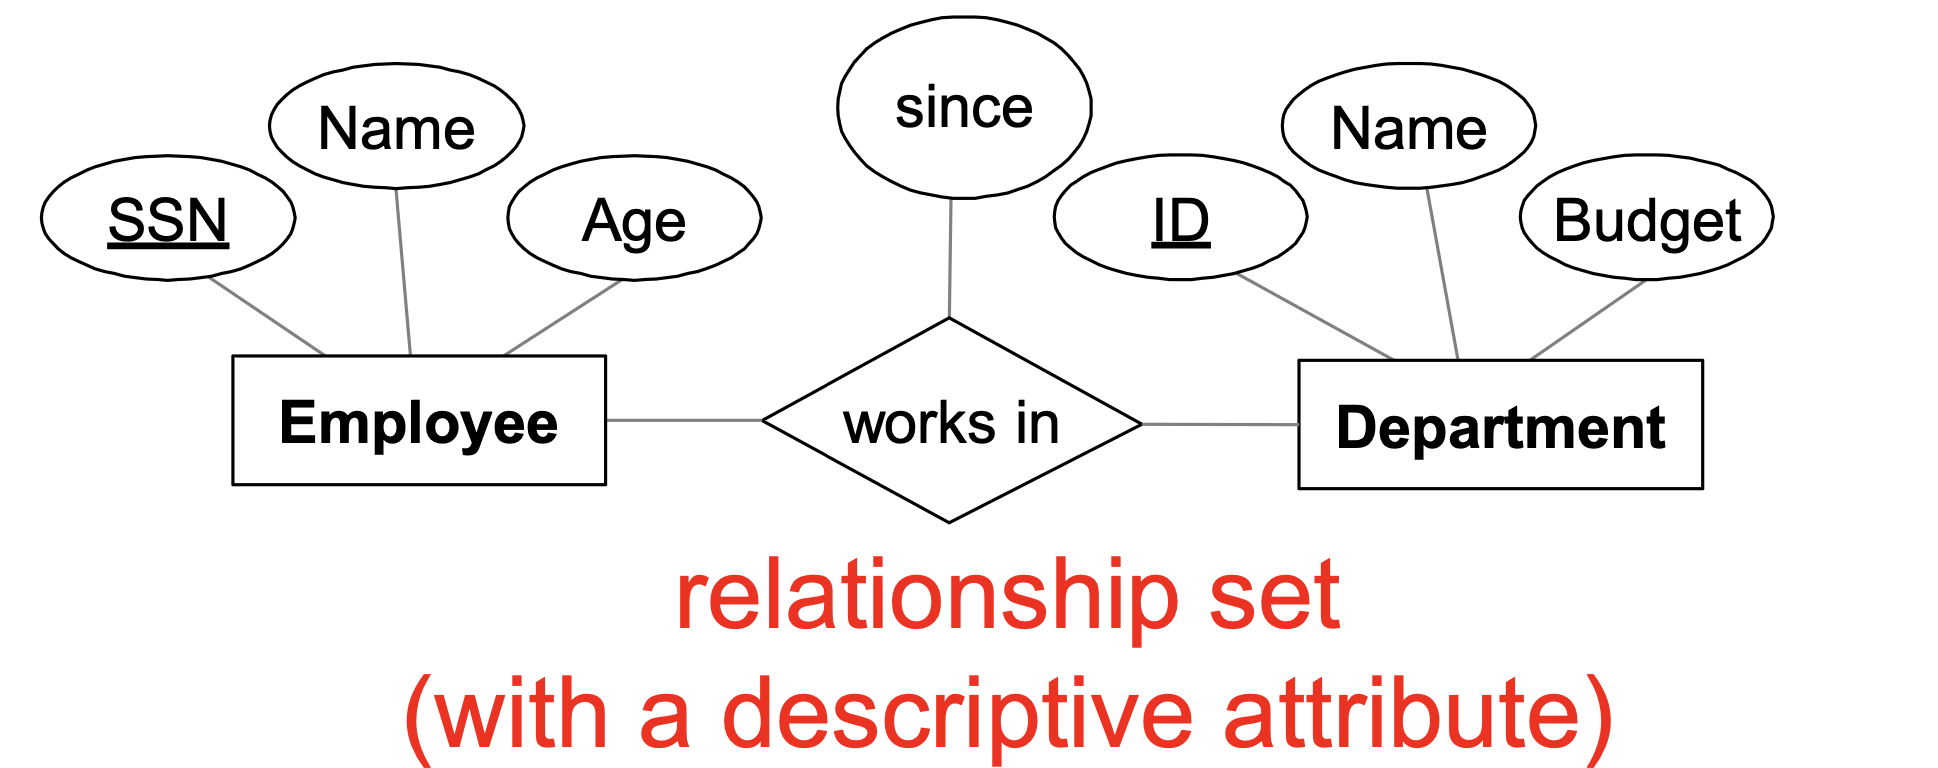 since
Name
Name
SSN
Age
ID
Budget
Employee
works in
Department
relationship set
(with a descriptive attribute)